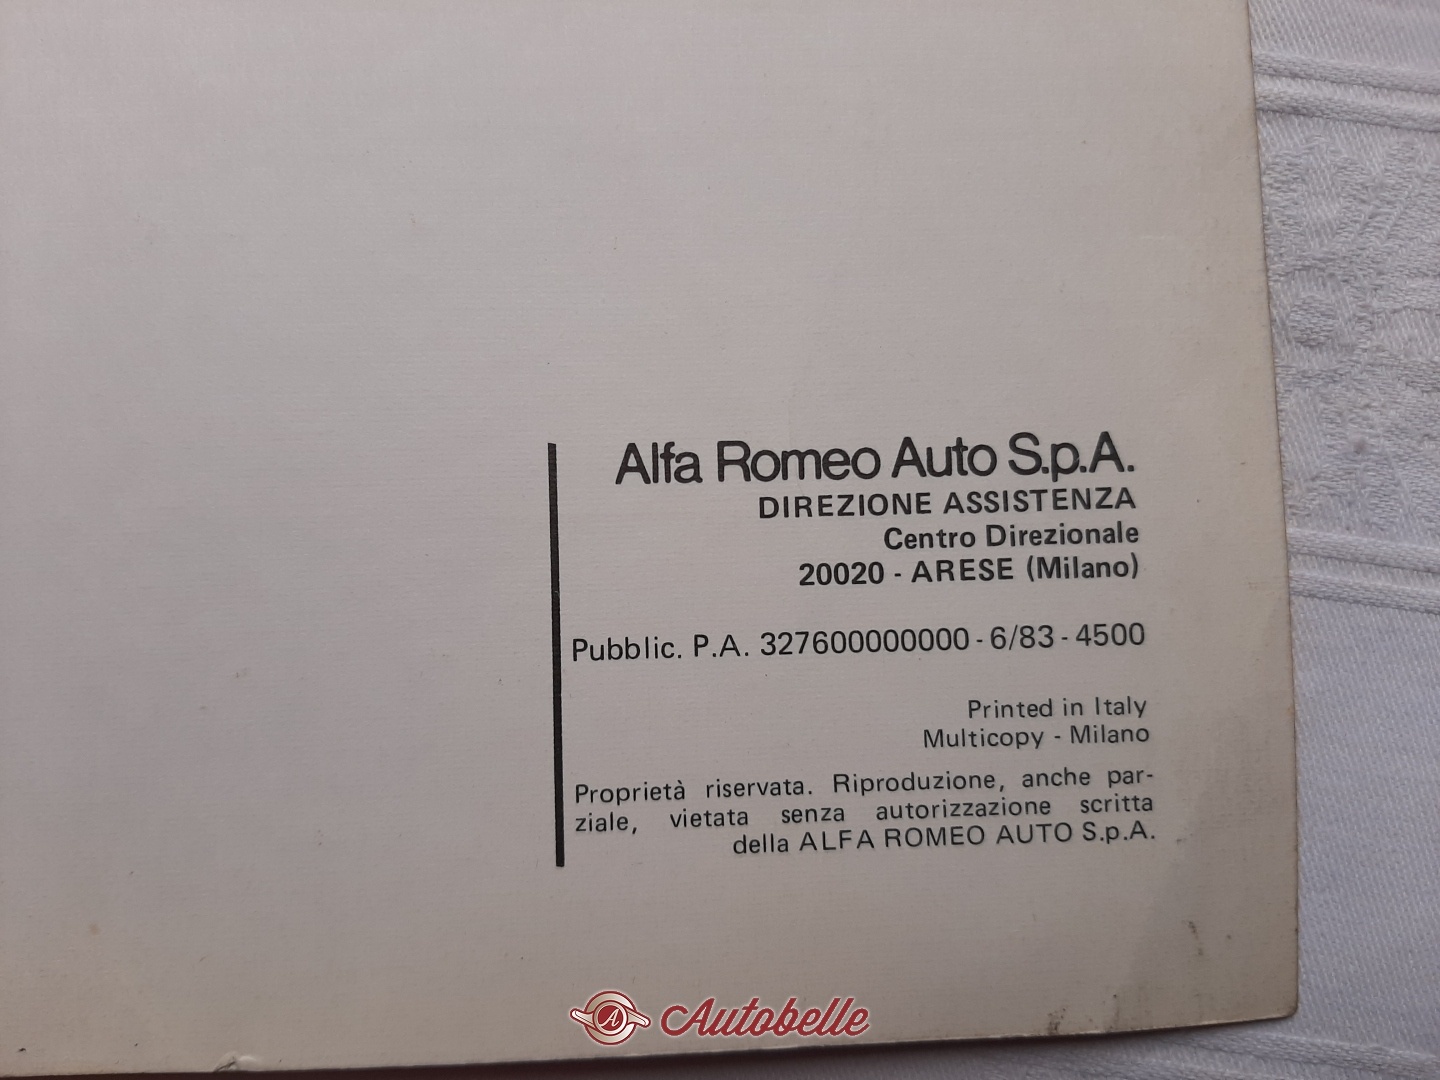 Alfa Romeo Auto S.p.A.
DIREZIONE ASSISTENZA
Centro Direzionale
20020 - ARESE (Milano)
Pubblic. P.A. 327600000000 - 6/83 - 4500
Printed in Italy
Multicopy - Milano
Proprietà riservata. Riproduzione, anche par-
ziale, vietata senza autorizzazione scritta
della ALFA ROMEO AUTO S.p.A.
A Autobelle